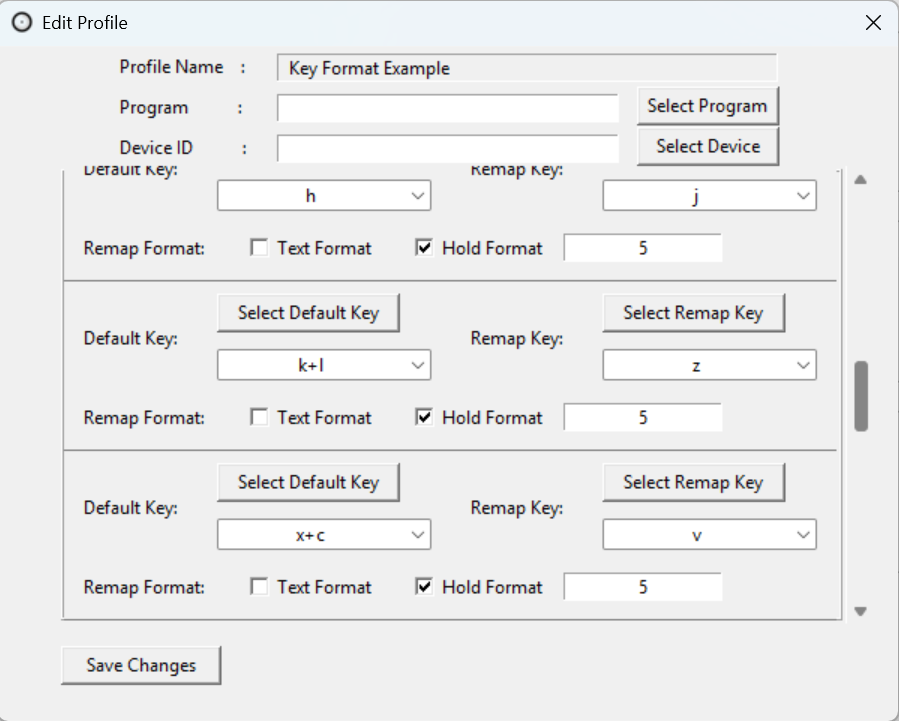 Edit Profile
Profile Name : Key Format Example
Program : Select Program
Device ID : Select Device
Default Key: Remap Key:
h j
Remap Format: Text Format Hold Format 5
Select Default Key Select Remap Key
Default Key: Remap Key:
k+l z
Remap Format: Text Format Hold Format 5
Select Default Key Select Remap Key
Default Key: Remap Key:
x+c v
Remap Format: Text Format Hold Format 5
Save Changes